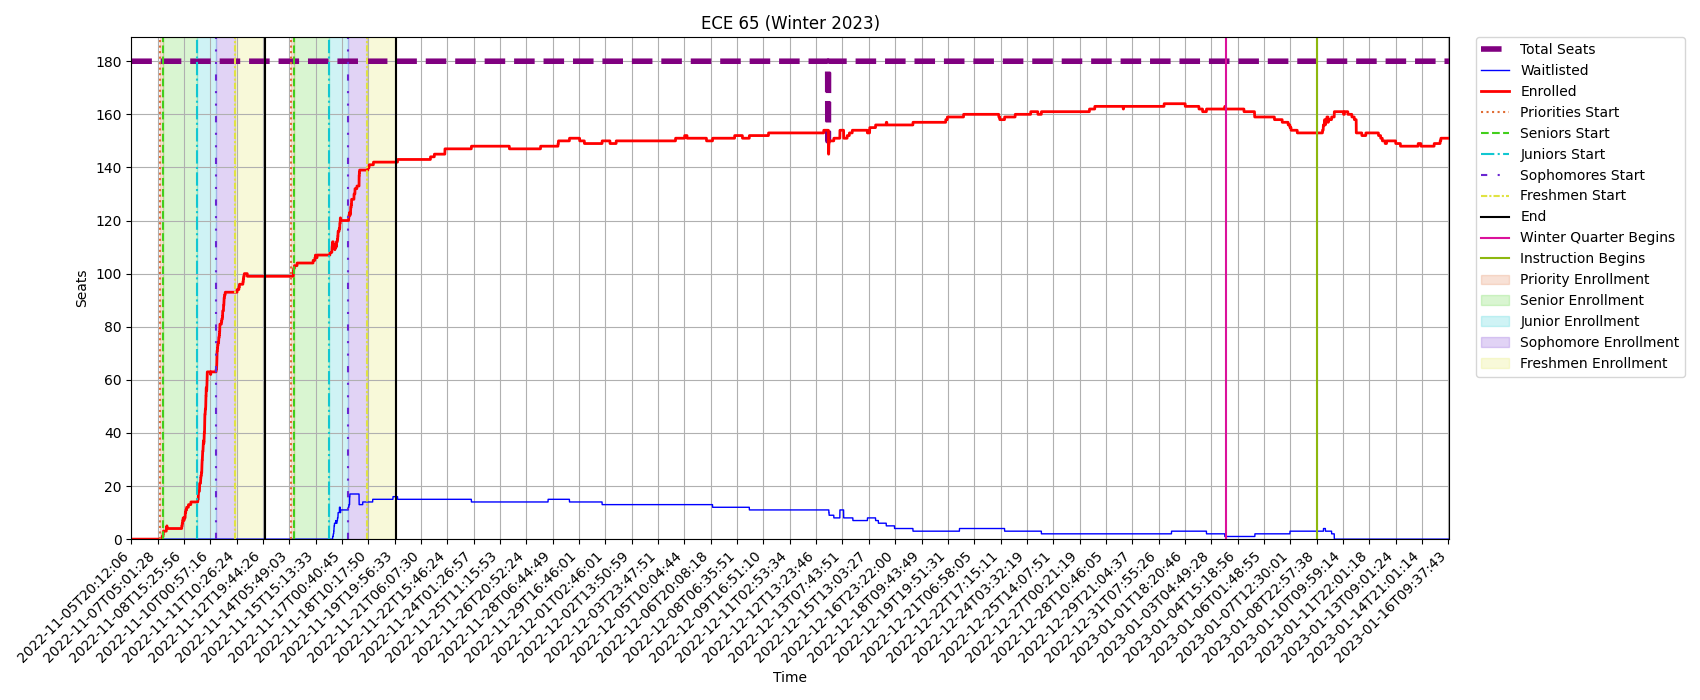 ECE 65 (Winter 2023)
Seats
180
160
140
120
100
80
60
40
20
0
2022-11-05T20:12:06
2022-11-07T05:01:28
2022-11-08T05:25:56
2022-11-10T00:57:16
2022-11-11T10:26:24
2022-11-12T19:44:26
2022-11-14T05:49:03
2022-11-15T15:13:33
2022-11-17T00:40:45
2022-11-18T10:17:50
2022-11-19T19:56:33
2022-11-21T06:07:30
2022-11-22T15:46:24
2022-11-24T01:26:57
2022-11-25T11:15:53
2022-11-26T20:52:24
2022-11-28T06:44:49
2022-11-29T16:46:01
2022-12-01T02:46:01
2022-12-02T13:50:59
2022-12-03T23:47:51
2022-12-05T10:04:44
2022-12-06T20:08:18
2022-12-08T06:35:51
2022-12-09T16:51:10
2022-12-11T02:53:34
2022-12-12T13:23:46
2022-12-13T07:43:51
2022-12-15T13:03:27
2022-12-16T23:22:00
2022-12-18T09:43:49
2022-12-19T19:51:31
2022-12-21T06:58:05
2022-12-22T17:15:11
2022-12-24T04:32:19
2022-12-25T14:07:51
2022-12-27T00:21:19
2022-12-28T10:46:05
2022-12-29T21:04:37
2022-12-31T07:55:26
2023-01-01T18:20:46
2023-01-03T04:49:28
2023-01-04T15:18:56
2023-01-06T01:48:55
2023-01-07T12:30:01
2023-01-08T22:57:38
2023-01-10T09:59:14
2023-01-11T22:01:18
2023-01-13T09:01:24
2023-01-14T21:01:14
2023-01-16T09:37:43
Time
Total Seats
Waitlisted
Enrolled
Priorities Start
Seniors Start
Juniors Start
Sophomores Start
Freshmen Start
End
Winter Quarter Begins
Instruction Begins
Priority Enrollment
Senior Enrollment
Junior Enrollment
Sophomore Enrollment
Freshmen Enrollment